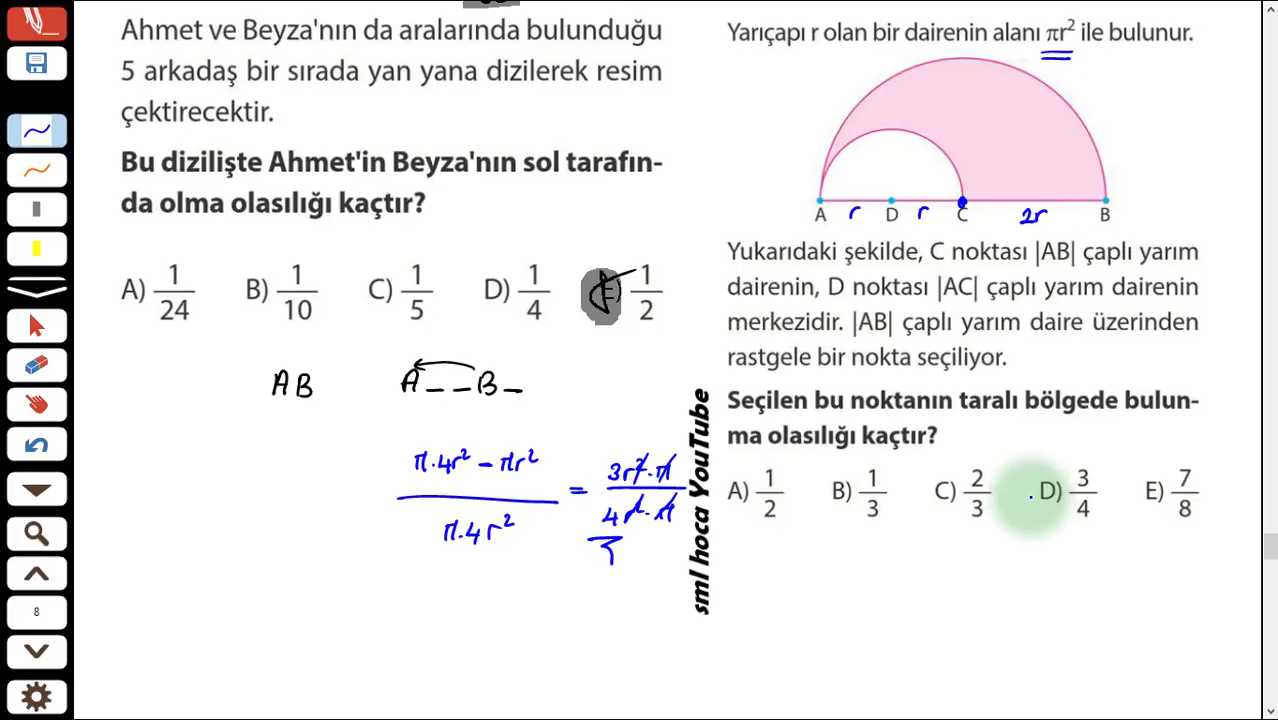 Ahmet ve Beyza'nın da aralarında bulunduğu
5 arkadaş bir sırada yan yana dizilerek resim
çektirecektir.
Bu dizilişte Ahmet'in Beyza'nın sol tarafın-
da olma olasılığı kaçtır?
A) 1/24 B) 1/10 C) 1/5 D) 1/4 E) 1/2
A B A _ _ B _
π·4r² - πr² / π·4r² = 3r²·π / 4r²·π
sml hoca YouTube
Yarıçapı r olan bir dairenin alanı πr² ile bulunur.
A r D r C 2r B
Yukarıdaki şekilde, C noktası |AB| çaplı yarım
dairenin, D noktası |AC| çaplı yarım dairenin
merkezidir. |AB| çaplı yarım daire üzerinden
rastgele bir nokta seçiliyor.
Seçilen bu noktanın taralı bölgede bulun-
ma olasılığı kaçtır?
A) 1/2 B) 1/3 C) 2/3 D) 3/4 E) 7/8
8